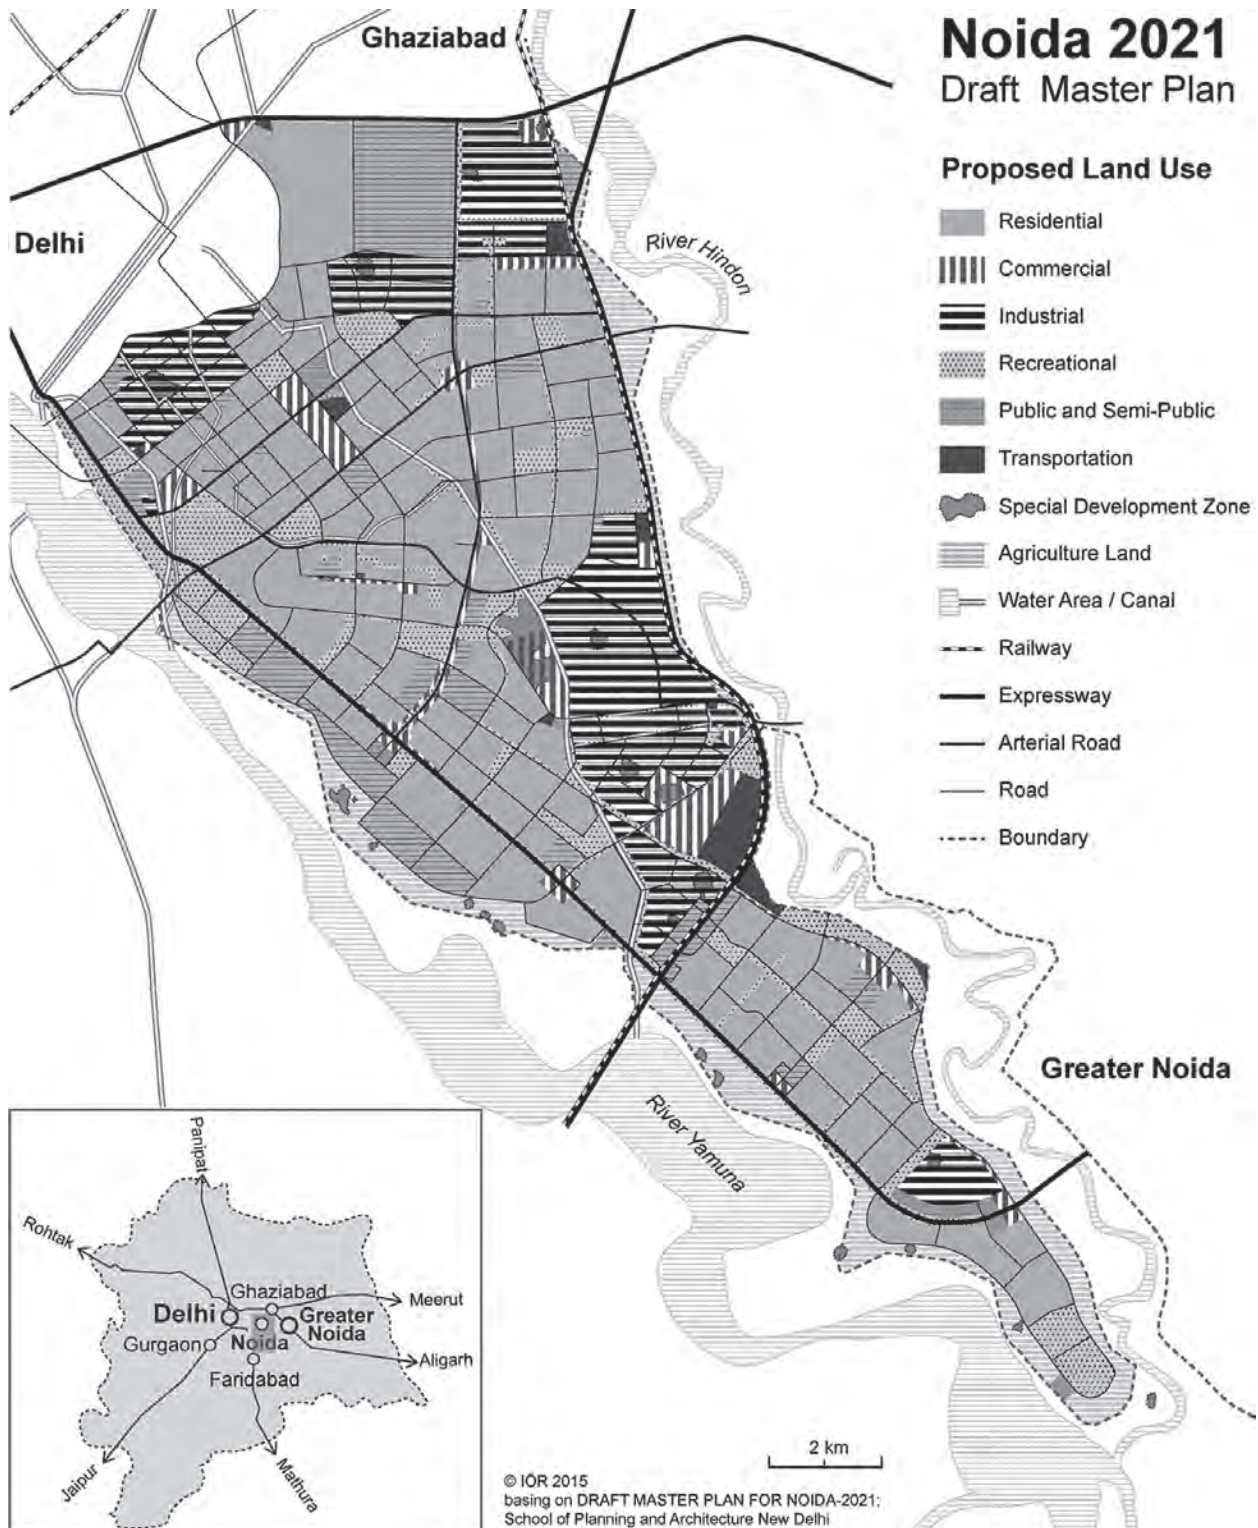 Ghaziabad
Noida 2021
Draft Master Plan
Proposed Land Use
Residential
Commercial
Industrial
Recreational
Public and Semi-Public
Transportation
Special Development Zone
Agriculture Land
Water Area / Canal
Railway
Expressway
Arterial Road
Road
Boundary
Delhi
River Hindon
Greater Noida
River Yamuna
Panipat
Rohtak
Ghaziabad
Meerut
Delhi
Greater
Noida
Noida
Gurgaon
Aligarh
Faridabad
Jaipur
Mathura
2 km
© IÖR 2015
basing on DRAFT MASTER PLAN FOR NOIDA-2021;
School of Planning and Architecture New Delhi